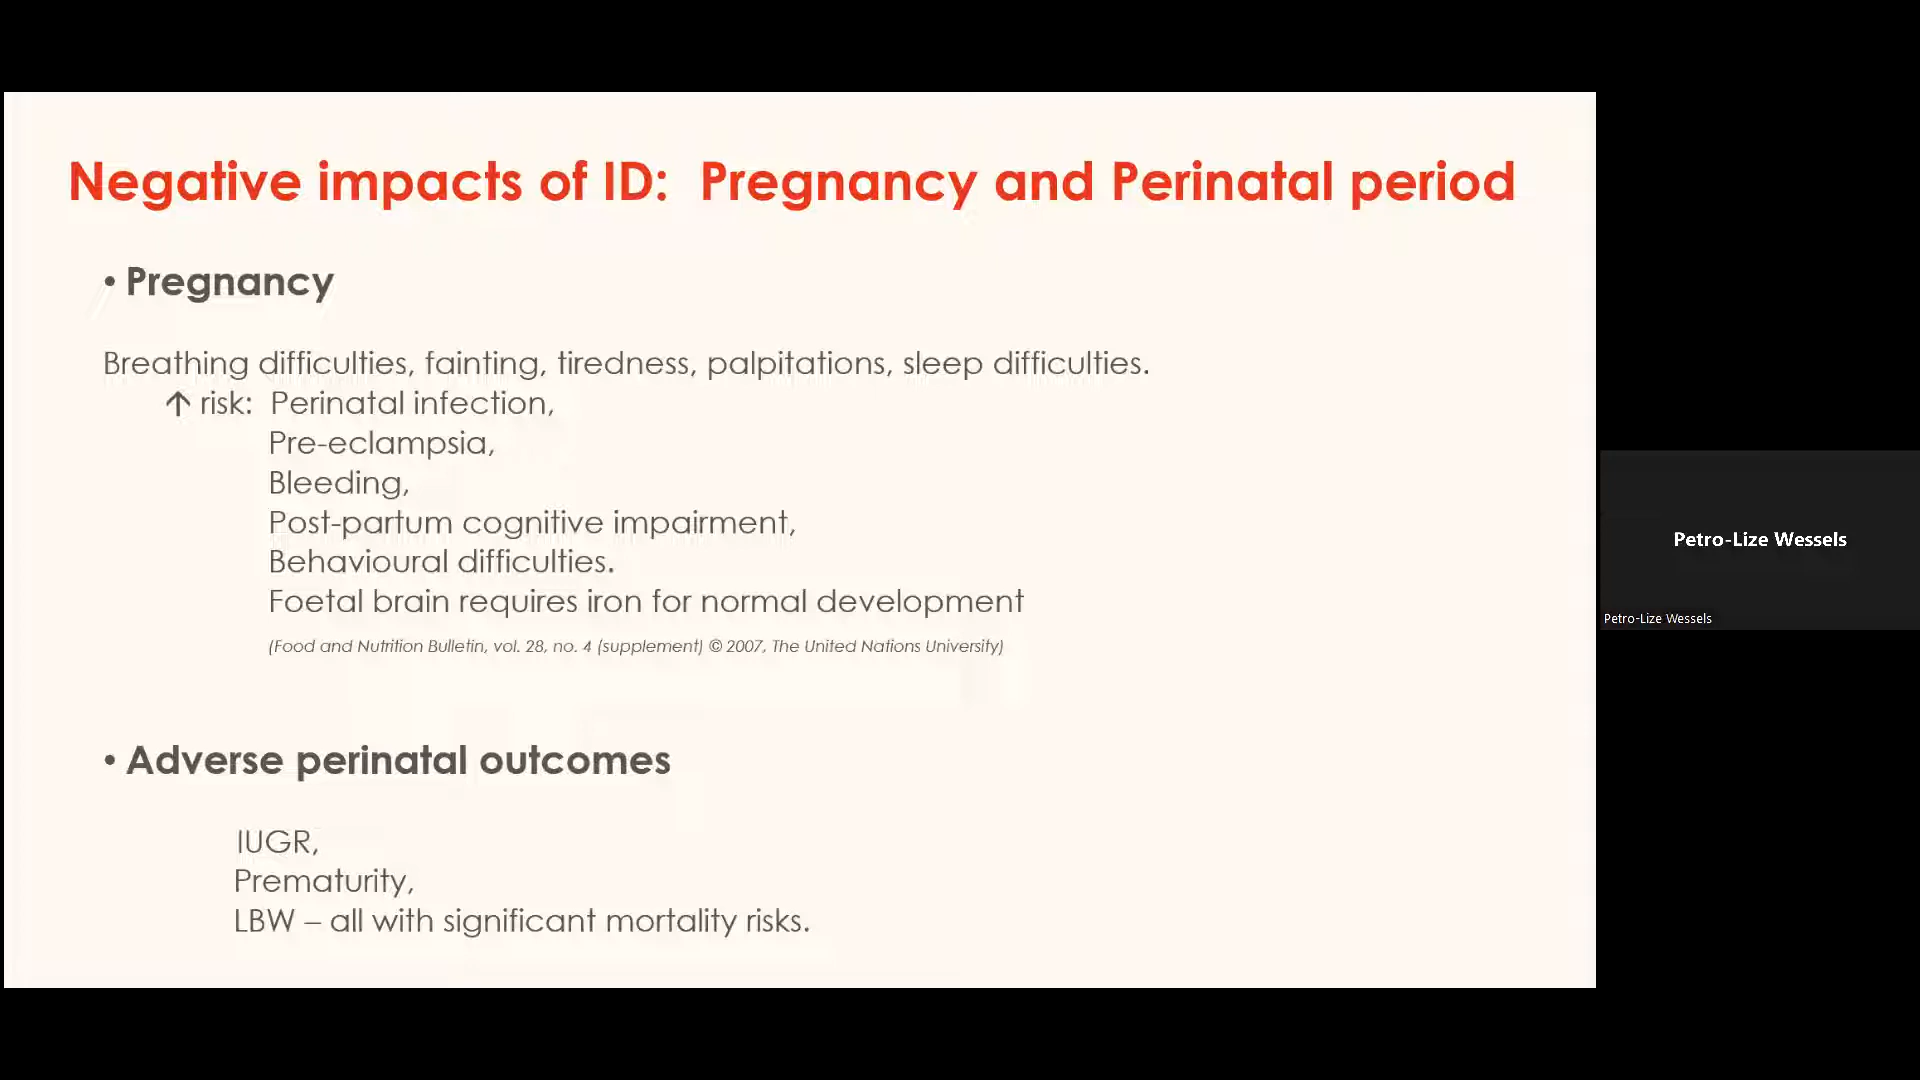 Negative impacts of ID: Pregnancy and Perinatal period
• Pregnancy
Breathing difficulties, fainting, tiredness, palpitations, sleep difficulties.
↑ risk: Perinatal infection,
Pre-eclampsia,
Bleeding,
Post-partum cognitive impairment,
Behavioural difficulties.
Foetal brain requires iron for normal development
(Food and Nutrition Bulletin, vol. 28, no. 4 (supplement) © 2007, The United Nations University)
• Adverse perinatal outcomes
IUGR,
Prematurity,
LBW – all with significant mortality risks.
Petro-Lize Wessels
Petro-Lize Wessels